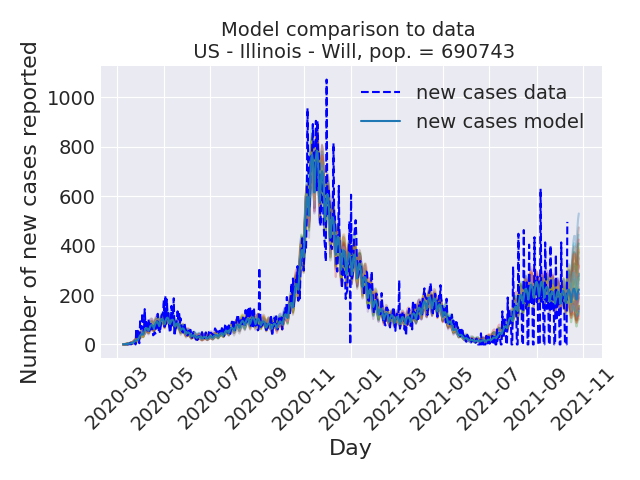 Model comparison to data
US - Illinois - Will, pop. = 690743
Number of new cases reported
1000
800
600
400
200
0
new cases data
new cases model
2020-03
2020-05
2020-07
2020-09
2020-11
2021-01
2021-03
2021-05
2021-07
2021-09
2021-11
Day